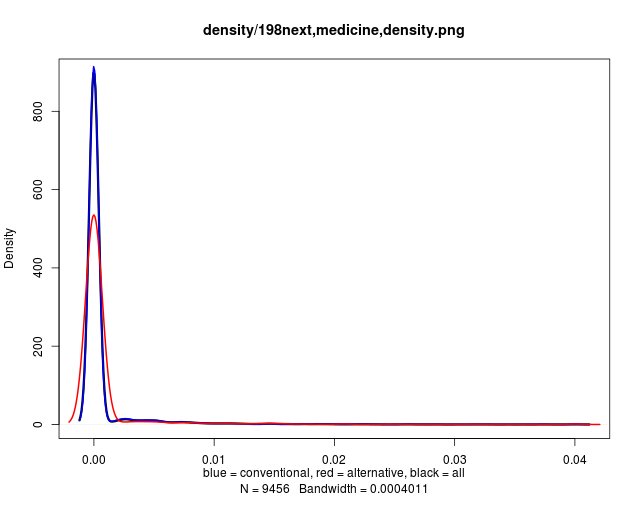 density/198next,medicine,density.png
Density
0
200
400
600
800
0.00 0.01 0.02 0.03 0.04
blue = conventional, red = alternative, black = all
N = 9456 Bandwidth = 0.0004011